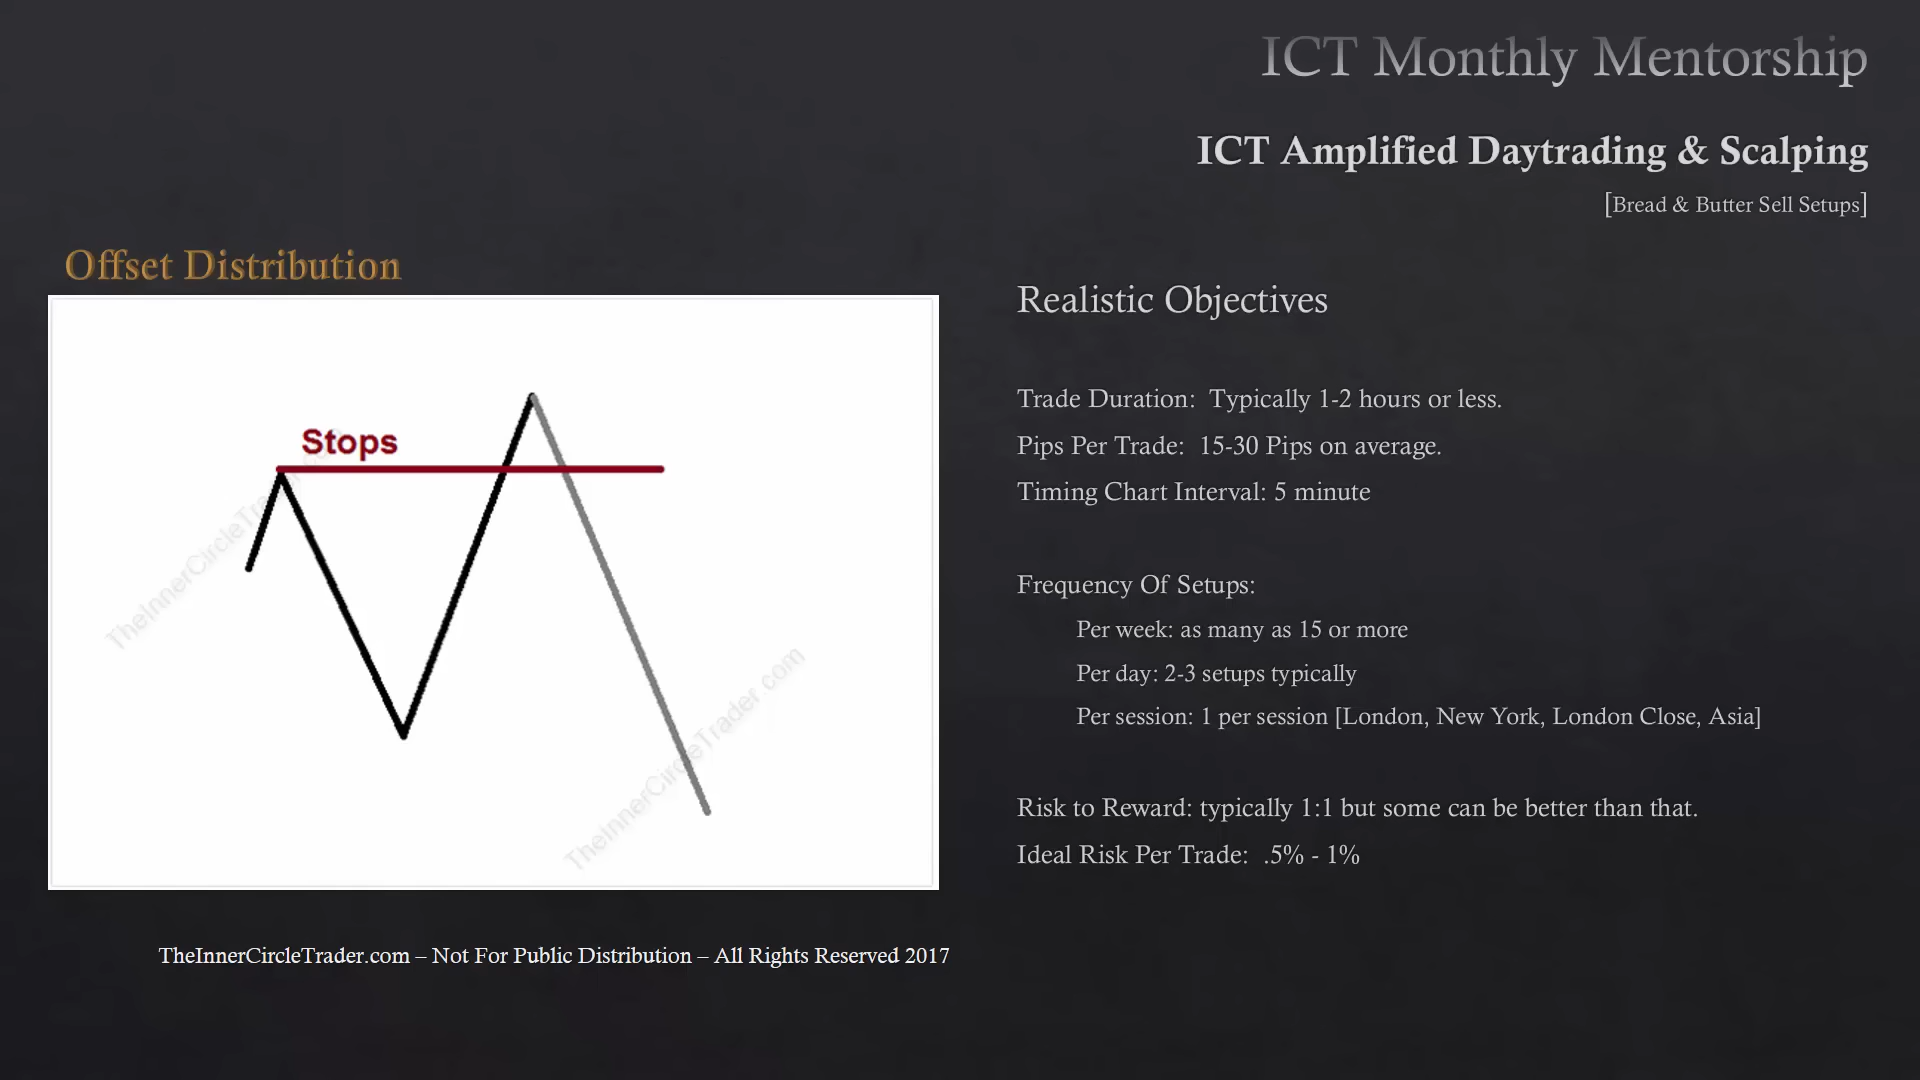 ICT Monthly Mentorship
ICT Amplified Daytrading & Scalping
[Bread & Butter Sell Setups]
Offset Distribution
Stops
TheInnerCircleTrader.com
TheInnerCircleTrader.com
Realistic Objectives
Trade Duration:  Typically 1-2 hours or less.
Pips Per Trade:  15-30 Pips on average.
Timing Chart Interval: 5 minute
Frequency Of Setups:
Per week: as many as 15 or more
Per day: 2-3 setups typically
Per session: 1 per session [London, New York, London Close, Asia]
Risk to Reward: typically 1:1 but some can be better than that.
Ideal Risk Per Trade:  .5% - 1%
TheInnerCircleTrader.com – Not For Public Distribution – All Rights Reserved 2017